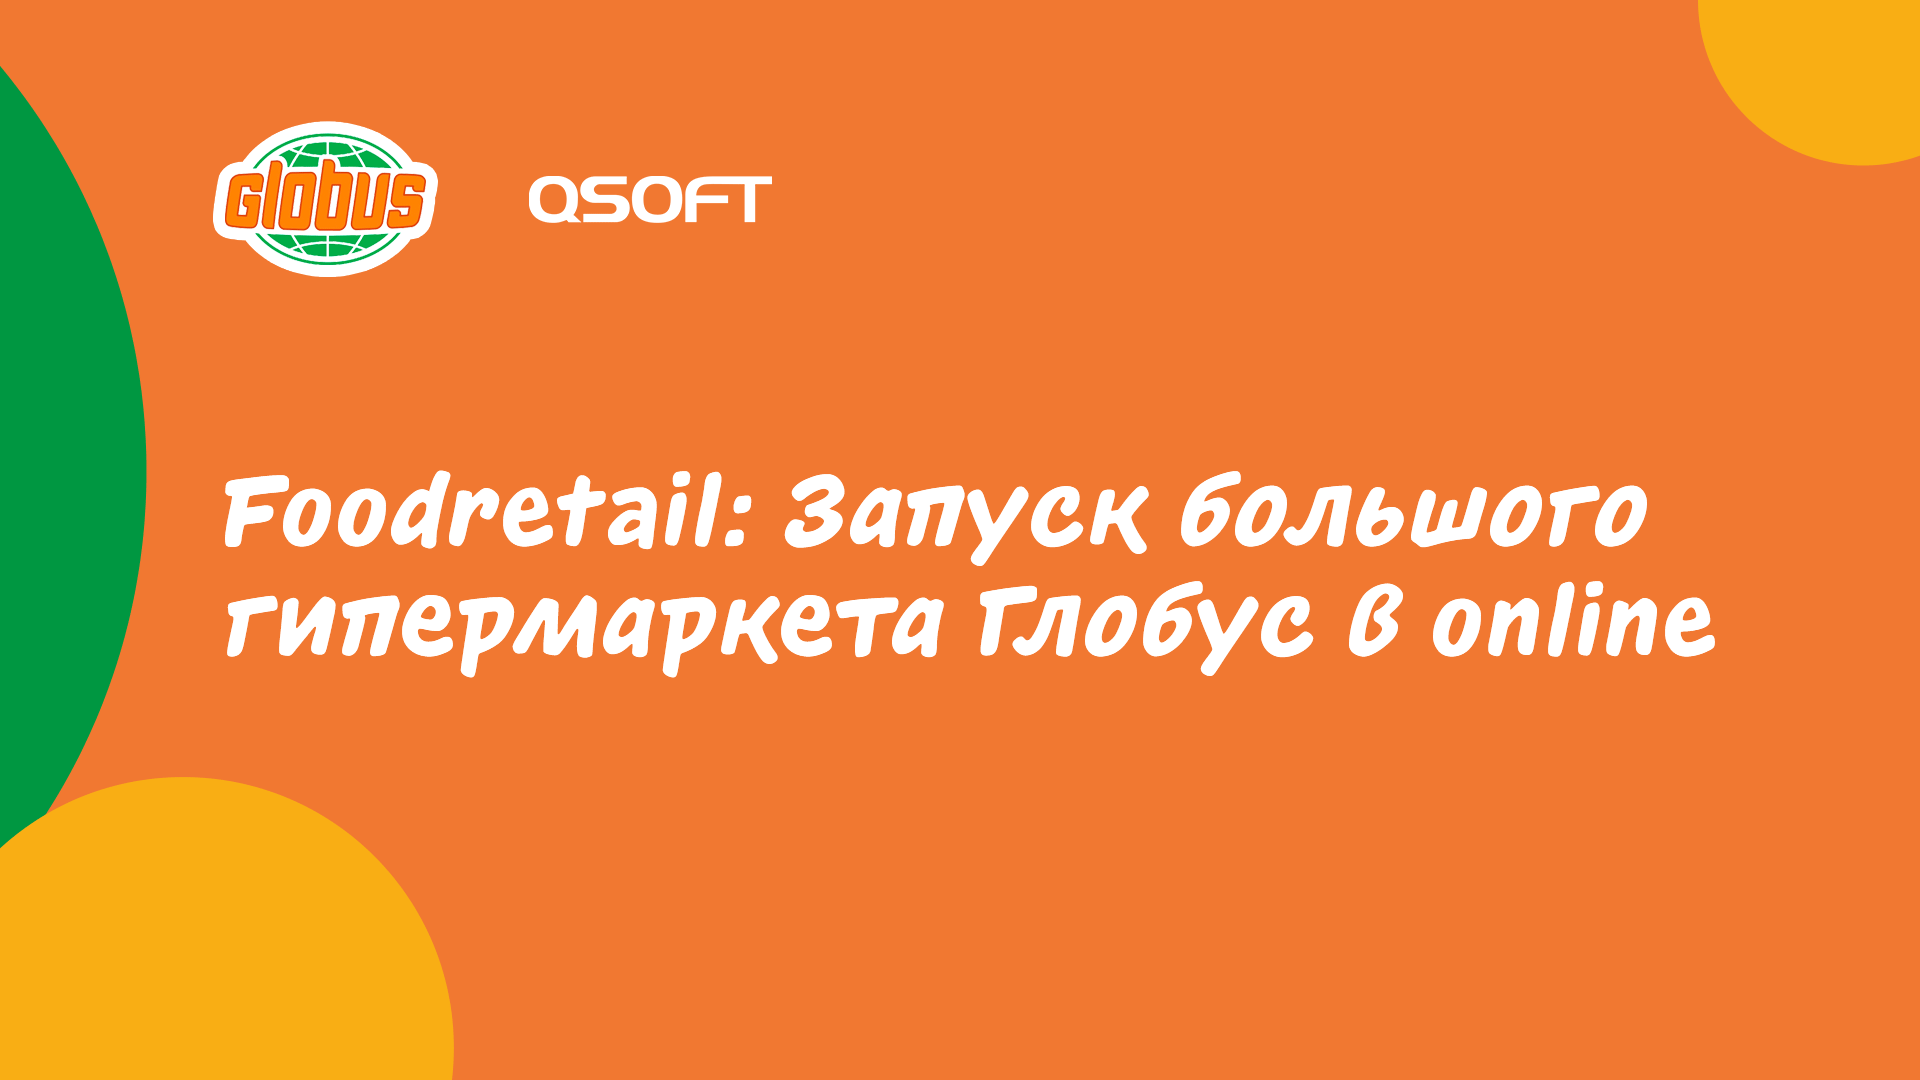 Globus
QSOFT
Foodretail: Запуск большого
гипермаркета Глобус в online